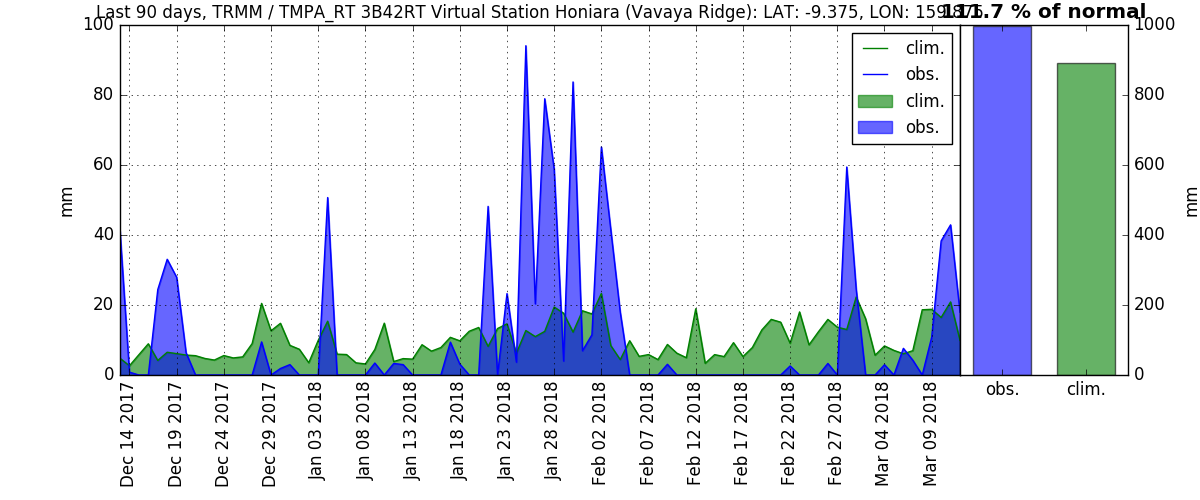 Last 90 days, TRMM / TMPA_RT 3B42RT Virtual Station Honiara (Vavaya Ridge): LAT: -9.375, LON: 159.875
111.7 % of normal
100
80
60
40
20
0
mm
clim.
obs.
clim.
obs.
1000
800
600
400
200
0
mm
obs.
clim.
Dec 14 2017
Dec 19 2017
Dec 24 2017
Dec 29 2017
Jan 03 2018
Jan 08 2018
Jan 13 2018
Jan 18 2018
Jan 23 2018
Jan 28 2018
Feb 02 2018
Feb 07 2018
Feb 12 2018
Feb 17 2018
Feb 22 2018
Feb 27 2018
Mar 04 2018
Mar 09 2018